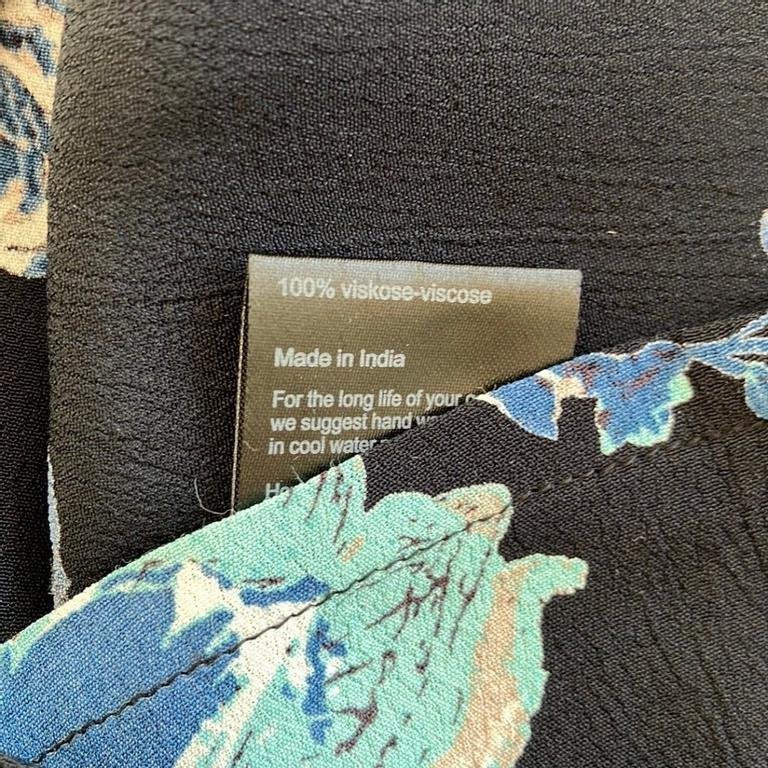 100% viskose-viscose
Made in India
For the long life of your
we suggest hand
in cool water